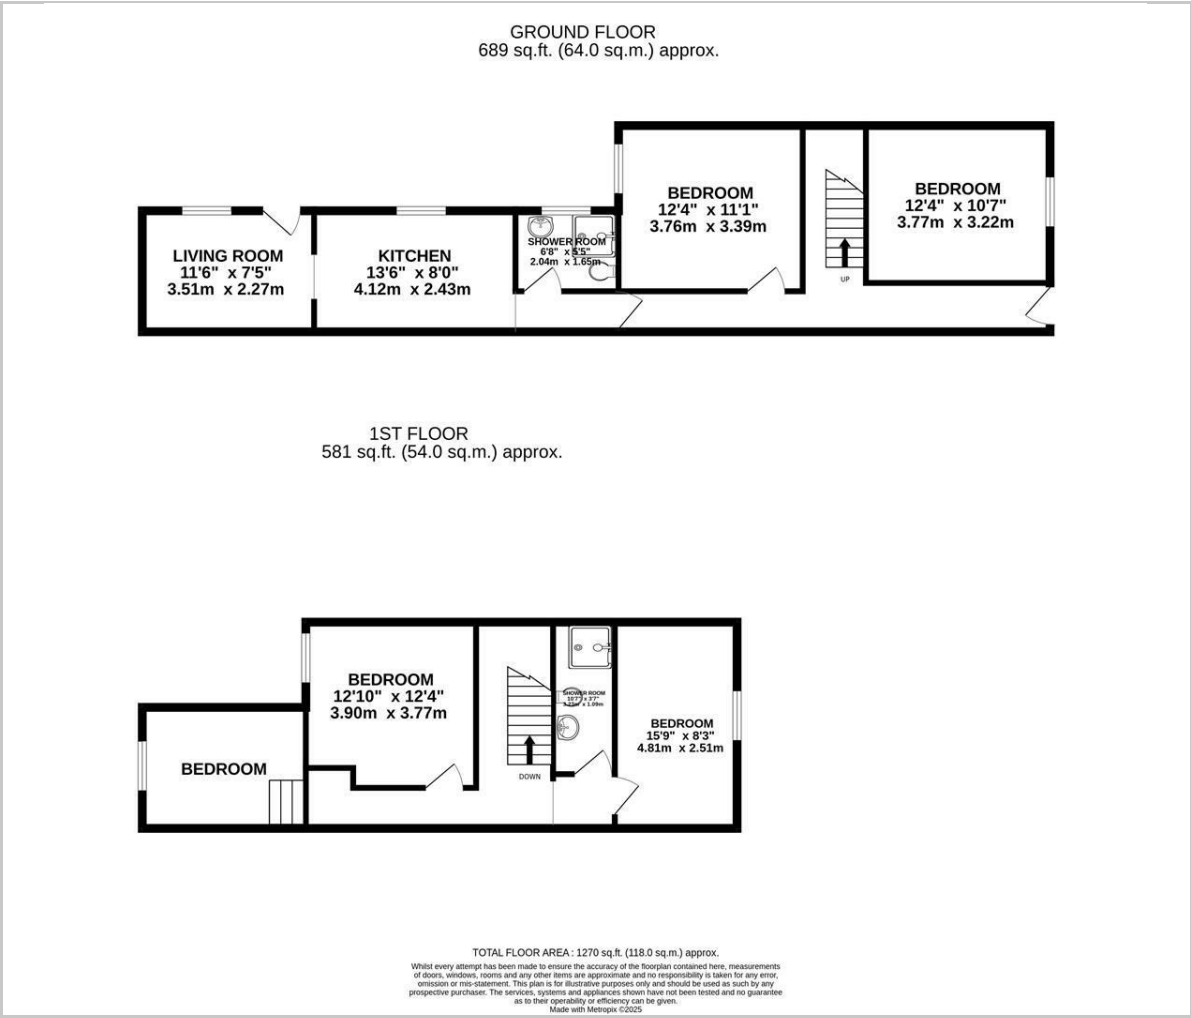 GROUND FLOOR
689 sq.ft. (64.0 sq.m.) approx.
BEDROOM
12'4" x 11'1"
3.76m x 3.39m
BEDROOM
12'4" x 10'7"
3.77m x 3.22m
LIVING ROOM
11'6" x 7'5"
3.51m x 2.27m
KITCHEN
13'6" x 8'0"
4.12m x 2.43m
SHOWER ROOM
6'8" x 5'5"
2.04m x 1.65m
UP
1ST FLOOR
581 sq.ft. (54.0 sq.m.) approx.
BEDROOM
12'10" x 12'4"
3.90m x 3.77m
SHOWER ROOM
10'7" x 3'7"
3.23m x 1.09m
BEDROOM
15'9" x 8'3"
4.81m x 2.51m
BEDROOM
DOWN
TOTAL FLOOR AREA : 1270 sq.ft. (118.0 sq.m.) approx.
Whilst every attempt has been made to ensure the accuracy of the floorplan contained here, measurements
of doors, windows, rooms and any other items are approximate and no responsibility is taken for any error,
omission or mis-statement. This plan is for illustrative purposes only and should be used as such by any
prospective purchaser. The services, systems and appliances shown have not been tested and no guarantee
as to their operability or efficiency can be given.
Made with Metropix ©2025